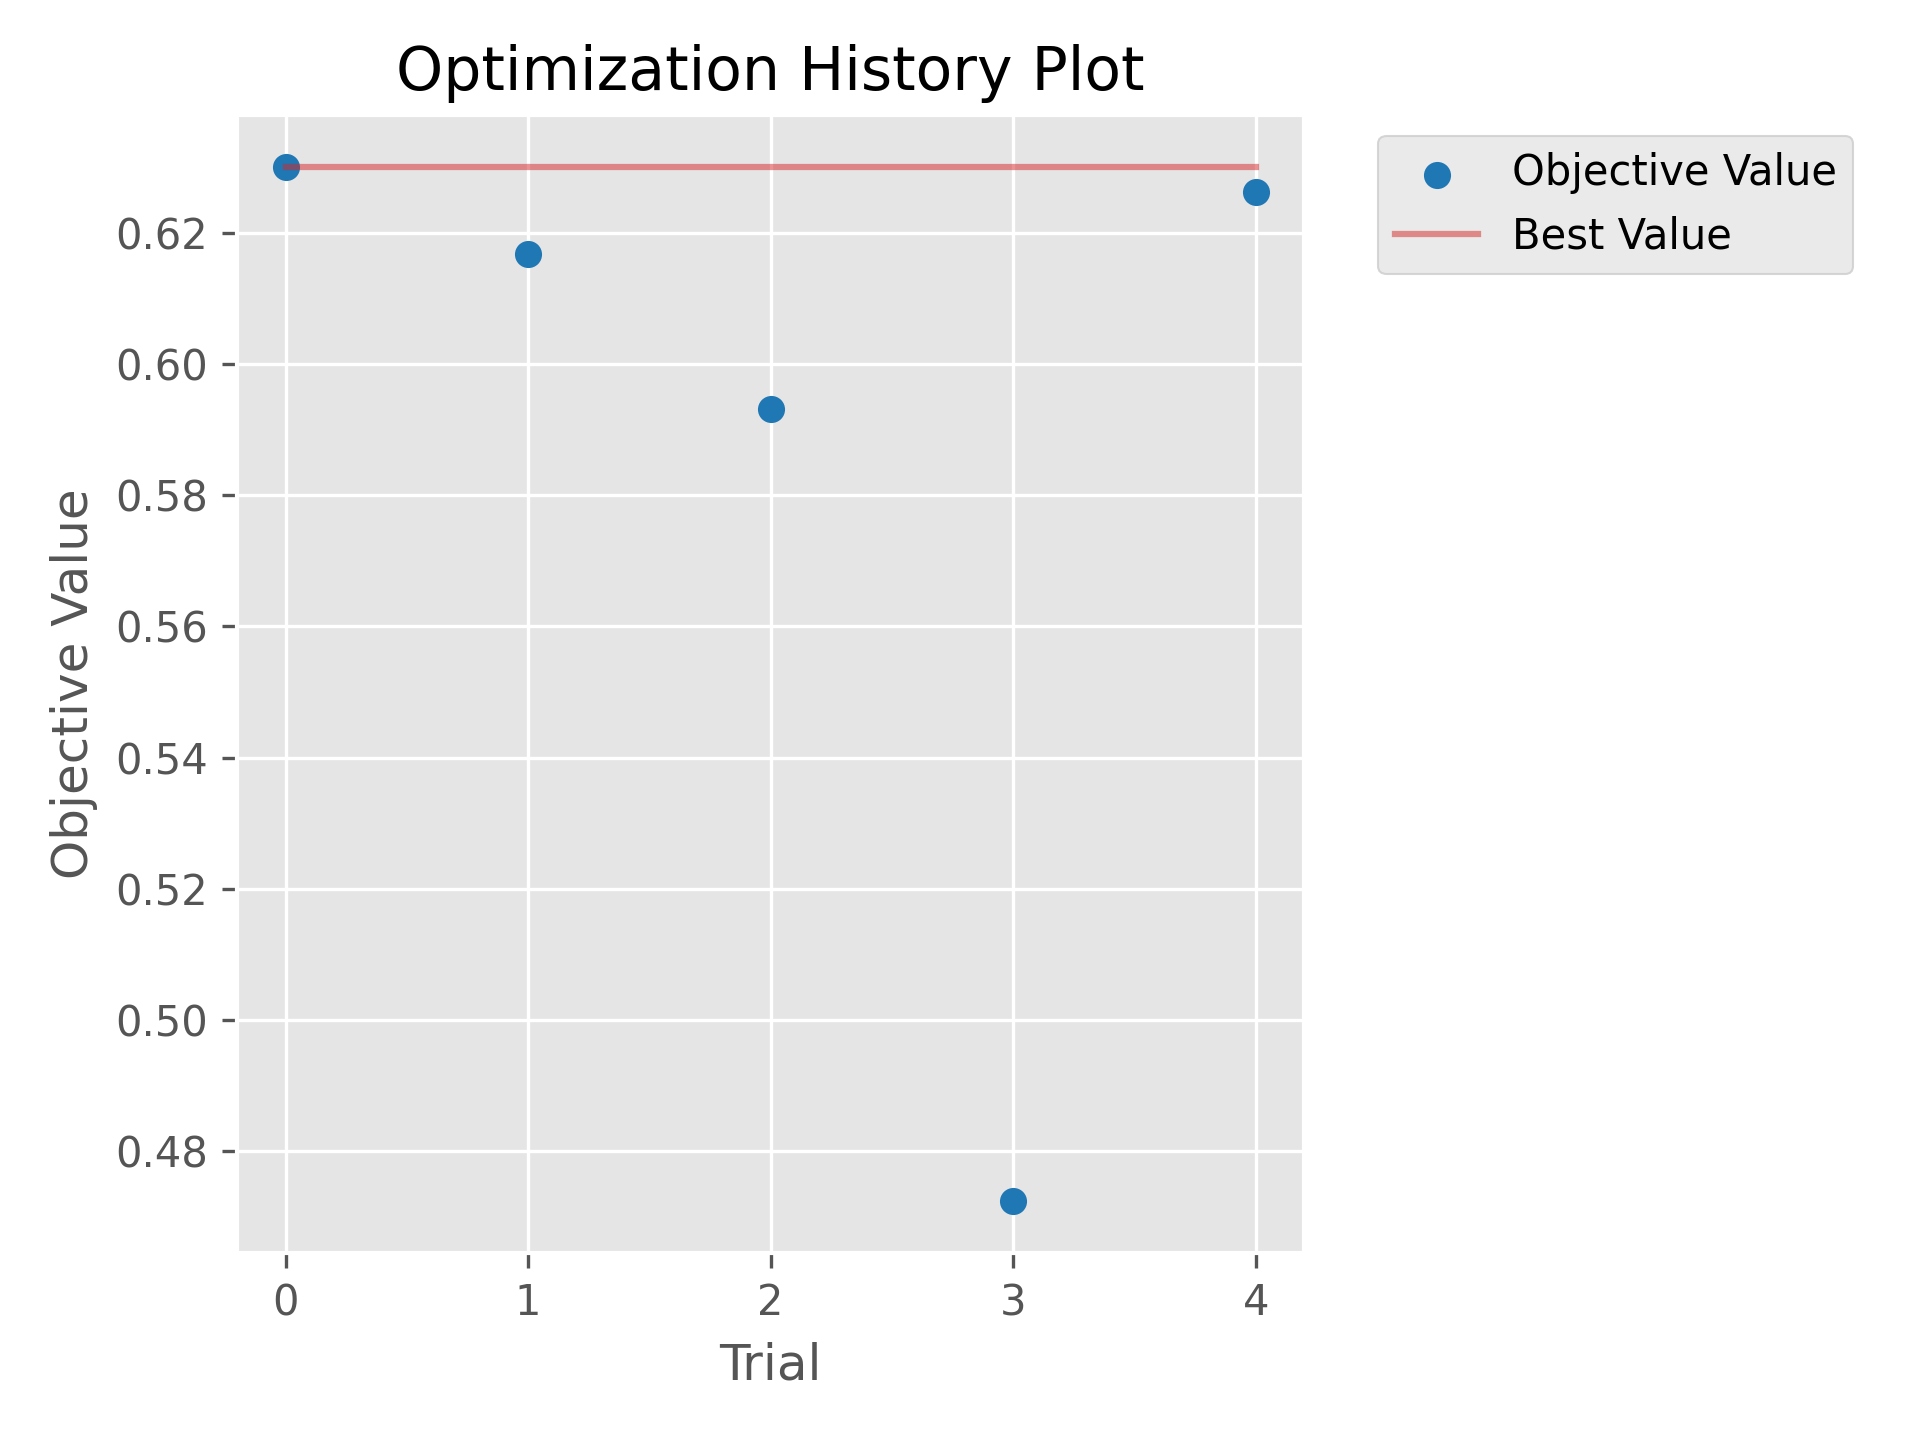 Optimization History Plot
Objective Value
Best Value
Objective Value
0.62
0.60
0.58
0.56
0.54
0.52
0.50
0.48
0 1 2 3 4
Trial